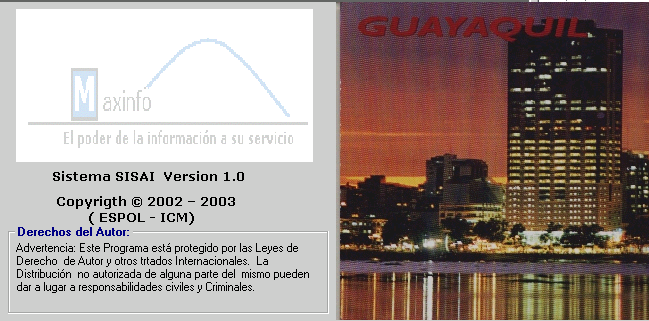 Maxinfo
El poder de la información a su servicio
Sistema SISAI Version 1.0
Copyrigth © 2002 – 2003
( ESPOL - ICM)
Derechos del Autor:
Advertencia: Este Programa está protegido por las Leyes de
Derecho de Autor y otros trtados Internacionales. La
Distribución no autorizada de alguna parte del mismo pueden
dar a lugar a responsabilidades civiles y Criminales.
GUAYAQUIL